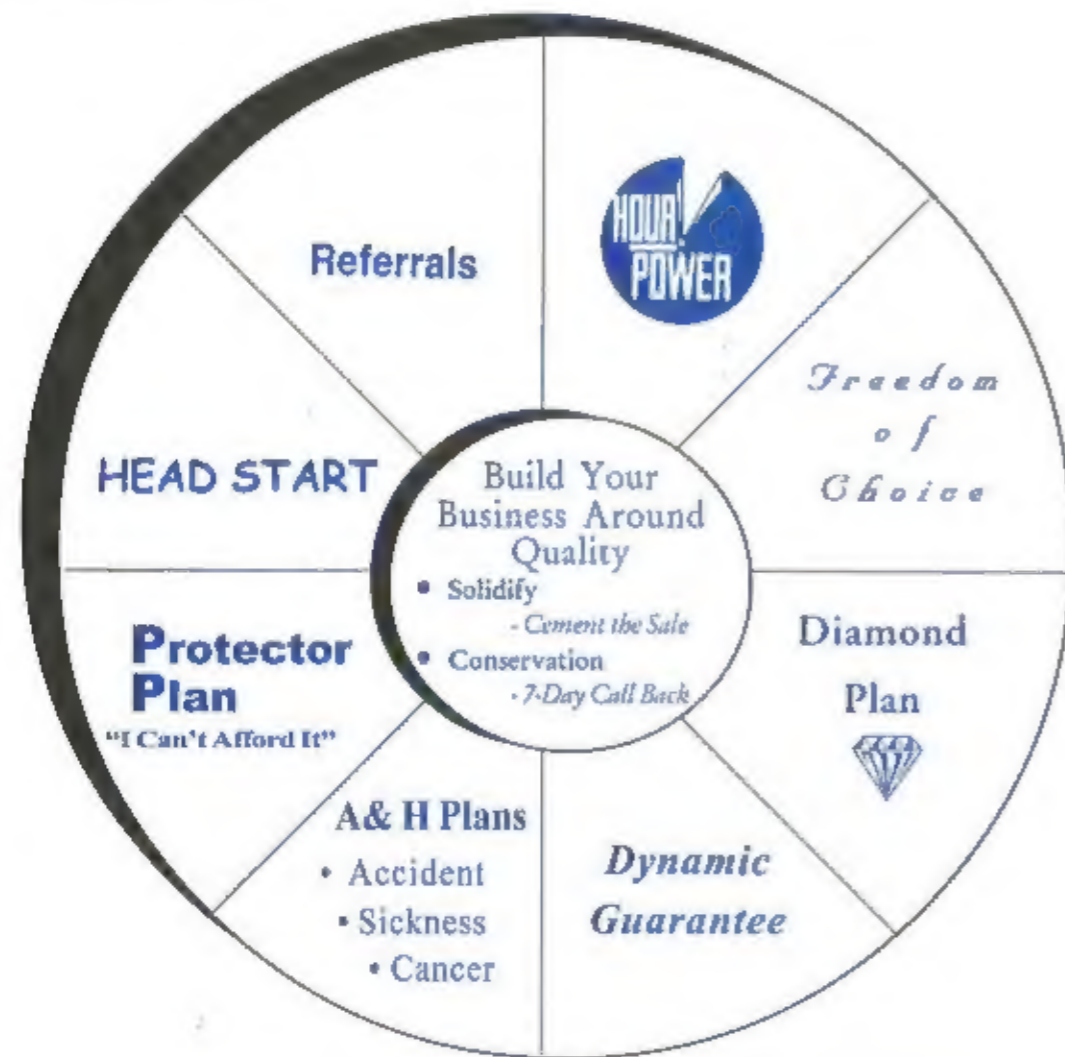 Referrals
HOUR!
POWER
Freedom
of
Choice
HEAD START
Build Your
Business Around
Quality
• Solidify
- Cement the Sale
• Conservation
- 7-Day Call Back
Diamond
Plan
Protector
Plan
"I Can't Afford It"
A& H Plans
• Accident
• Sickness
• Cancer
Dynamic
Guarantee